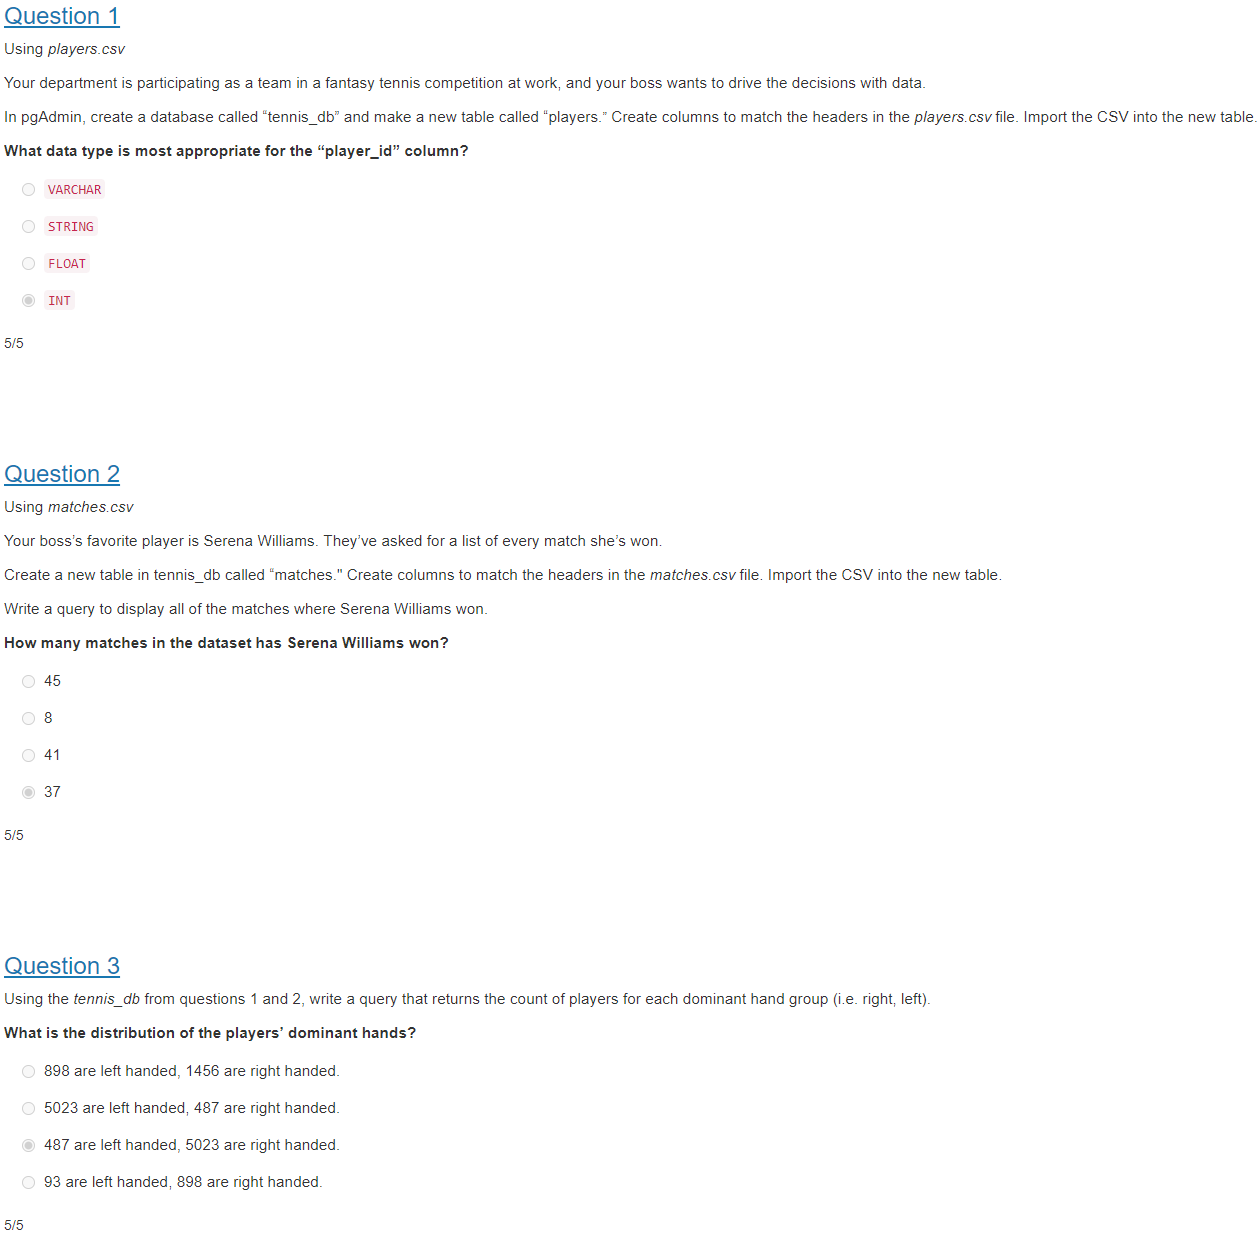 Question 1
Using players.csv
Your department is participating as a team in a fantasy tennis competition at work, and your boss wants to drive the decisions with data.
In pgAdmin, create a database called “tennis_db” and make a new table called “players.” Create columns to match the headers in the players.csv file. Import the CSV into the new table.
What data type is most appropriate for the “player_id” column?
VARCHAR
STRING
FLOAT
INT
5/5
Question 2
Using matches.csv
Your boss’s favorite player is Serena Williams. They’ve asked for a list of every match she’s won.
Create a new table in tennis_db called “matches." Create columns to match the headers in the matches.csv file. Import the CSV into the new table.
Write a query to display all of the matches where Serena Williams won.
How many matches in the dataset has Serena Williams won?
45
8
41
37
5/5
Question 3
Using the tennis_db from questions 1 and 2, write a query that returns the count of players for each dominant hand group (i.e. right, left).
What is the distribution of the players’ dominant hands?
898 are left handed, 1456 are right handed.
5023 are left handed, 487 are right handed.
487 are left handed, 5023 are right handed.
93 are left handed, 898 are right handed.
5/5